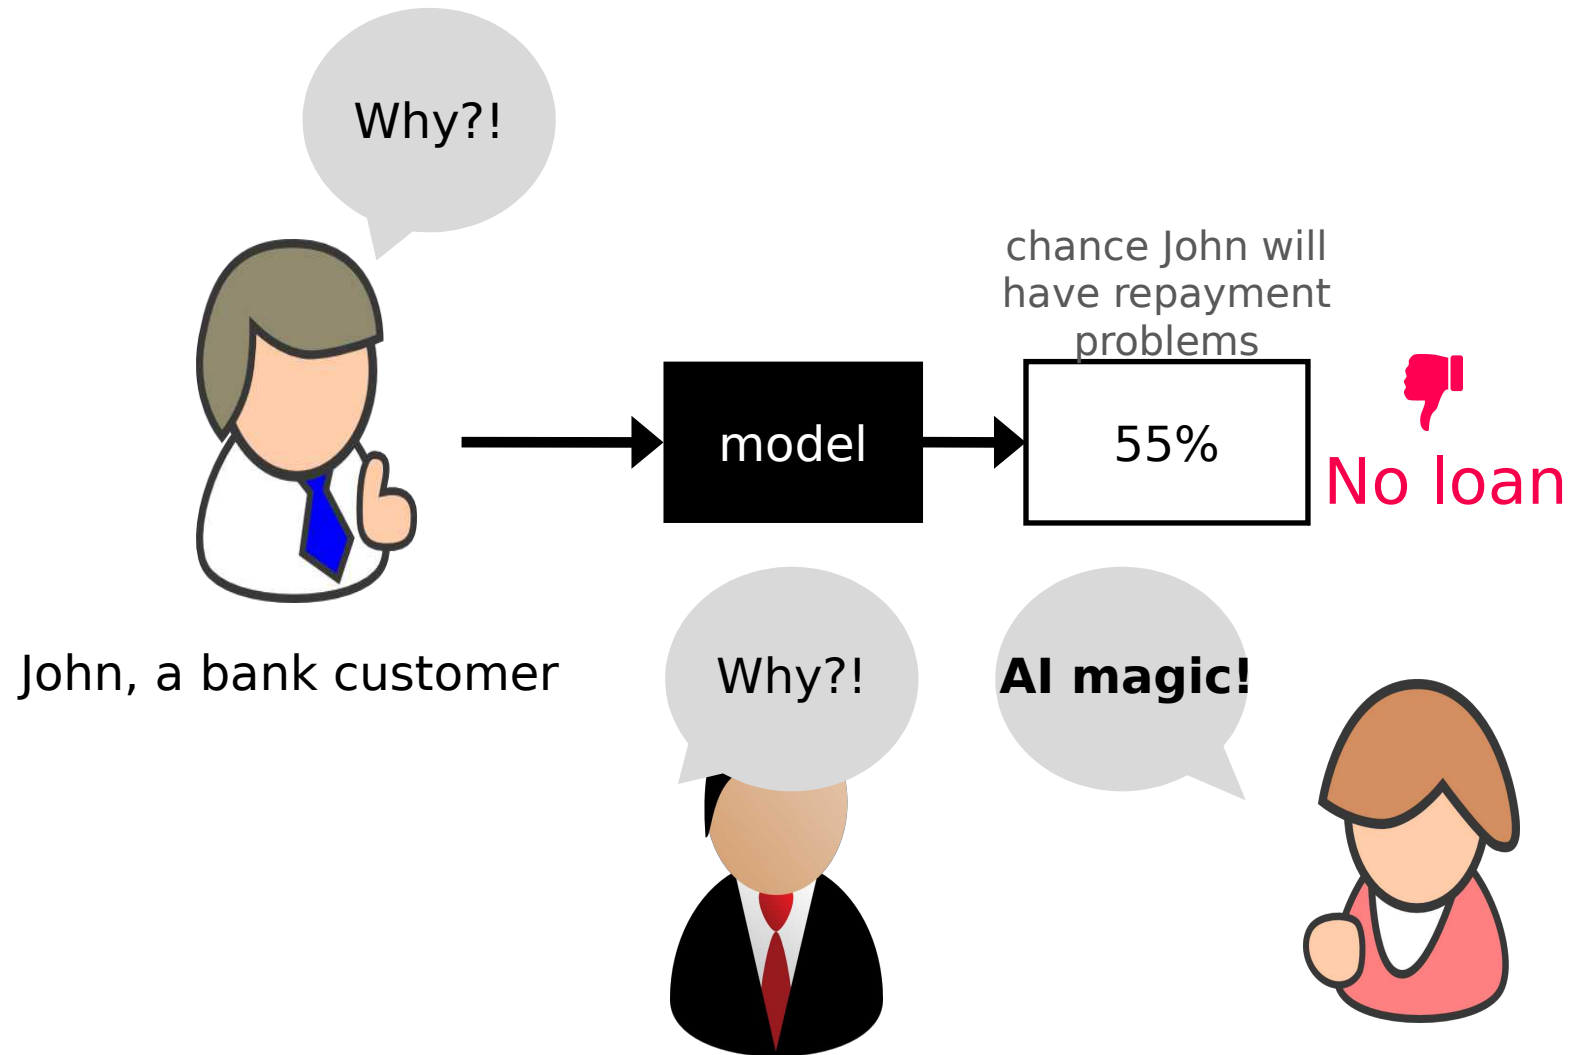 Why?!
chance John will
have repayment
problems
model
55%
No loan
John, a bank customer
Why?!
AI magic!